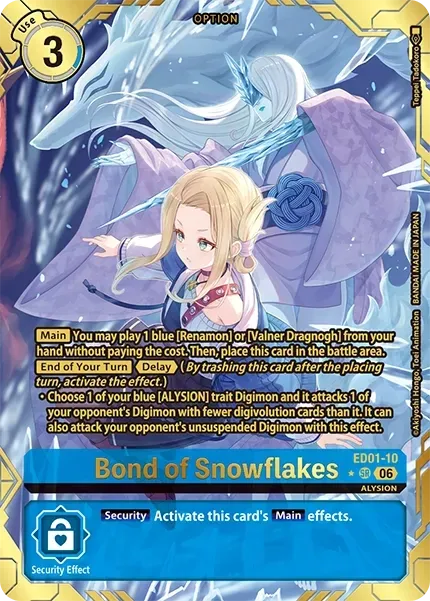 OPTION
Use
3
Teppei Tadokoro
©Akiyoshi Hongo, Toei Animation BANDAI MADE IN JAPAN
Main You may play 1 blue [Renamon] or [Valner Dragnogh] from your
hand without paying the cost. Then, place this card in the battle area.
End of Your Turn Delay (By trashing this card after the placing
turn, activate the effect.)
• Choose 1 of your blue [ALYSION] trait Digimon and it attacks 1 of
your opponent's Digimon with fewer digivolution cards than it. It can
also attack your opponent's unsuspended Digimon with this effect.
ED01-10
Bond of Snowflakes ★ SR 06
ALYSION
Security Activate this card's Main effects.
Security Effect